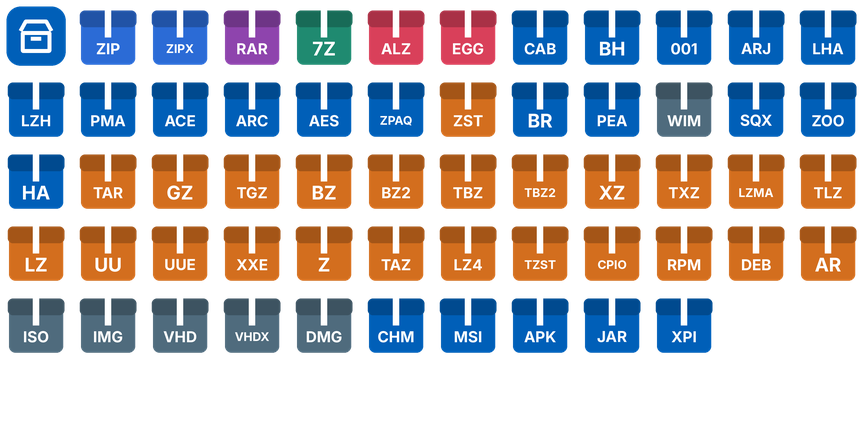 ZIP ZIPX RAR 7Z ALZ EGG CAB BH 001 ARJ LHA
LZH PMA ACE ARC AES ZPAQ ZST BR PEA WIM SQX ZOO
HA TAR GZ TGZ BZ BZ2 TBZ TBZ2 XZ TXZ LZMA TLZ
LZ UU UUE XXE Z TAZ LZ4 TZST CPIO RPM DEB AR
ISO IMG VHD VHDX DMG CHM MSI APK JAR XPI